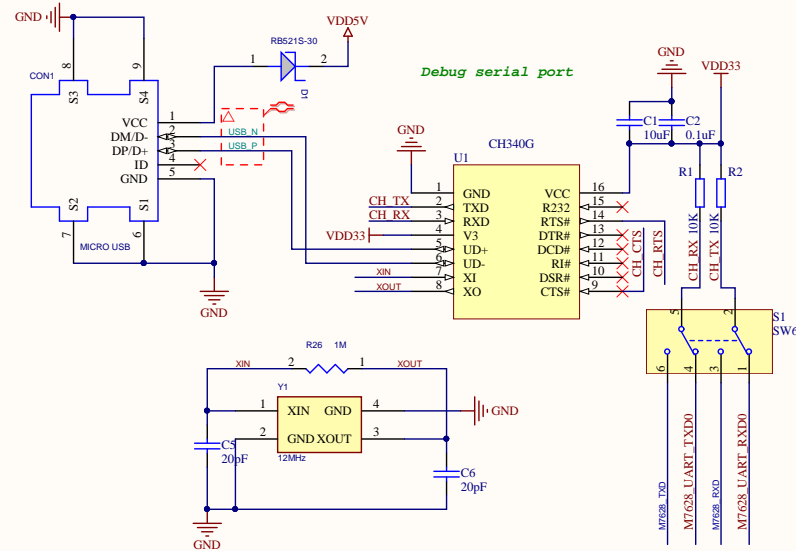 GND
CON1
8
9
S3
S4
VCC
1
DM/D-
2
DP/D+
3
ID
4
GND
5
S2
S1
7
6
MICRO USB
GND
RB521S-30
1
2
D1
VDD5V
USB_N
USB_P
Debug serial port
GND
VDD33
C1
10uF
C2
0.1uF
GND
U1
CH340G
CH_TX
CH_RX
VDD33
XIN
XOUT
1
GND
2
TXD
3
RXD
4
V3
5
UD+
6
UD-
7
XI
8
XO
VCC
16
R232
15
RTS#
14
DTR#
13
DCD#
12
RI#
11
DSR#
10
CTS#
9
CH_CTS
CH_RTS
R1
10K
CH_RX
R2
10K
CH_TX
5
2
S1
SW6
6
4
3
1
M7628_TXD
M7628_UART_TXD0
M7628_RXD
M7628_UART_RXD0
R26 1M
XIN
2
1
XOUT
Y1
1
XIN
GND
4
2
GND
XOUT
3
12MHz
GND
C5
20pF
C6
20pF
GND